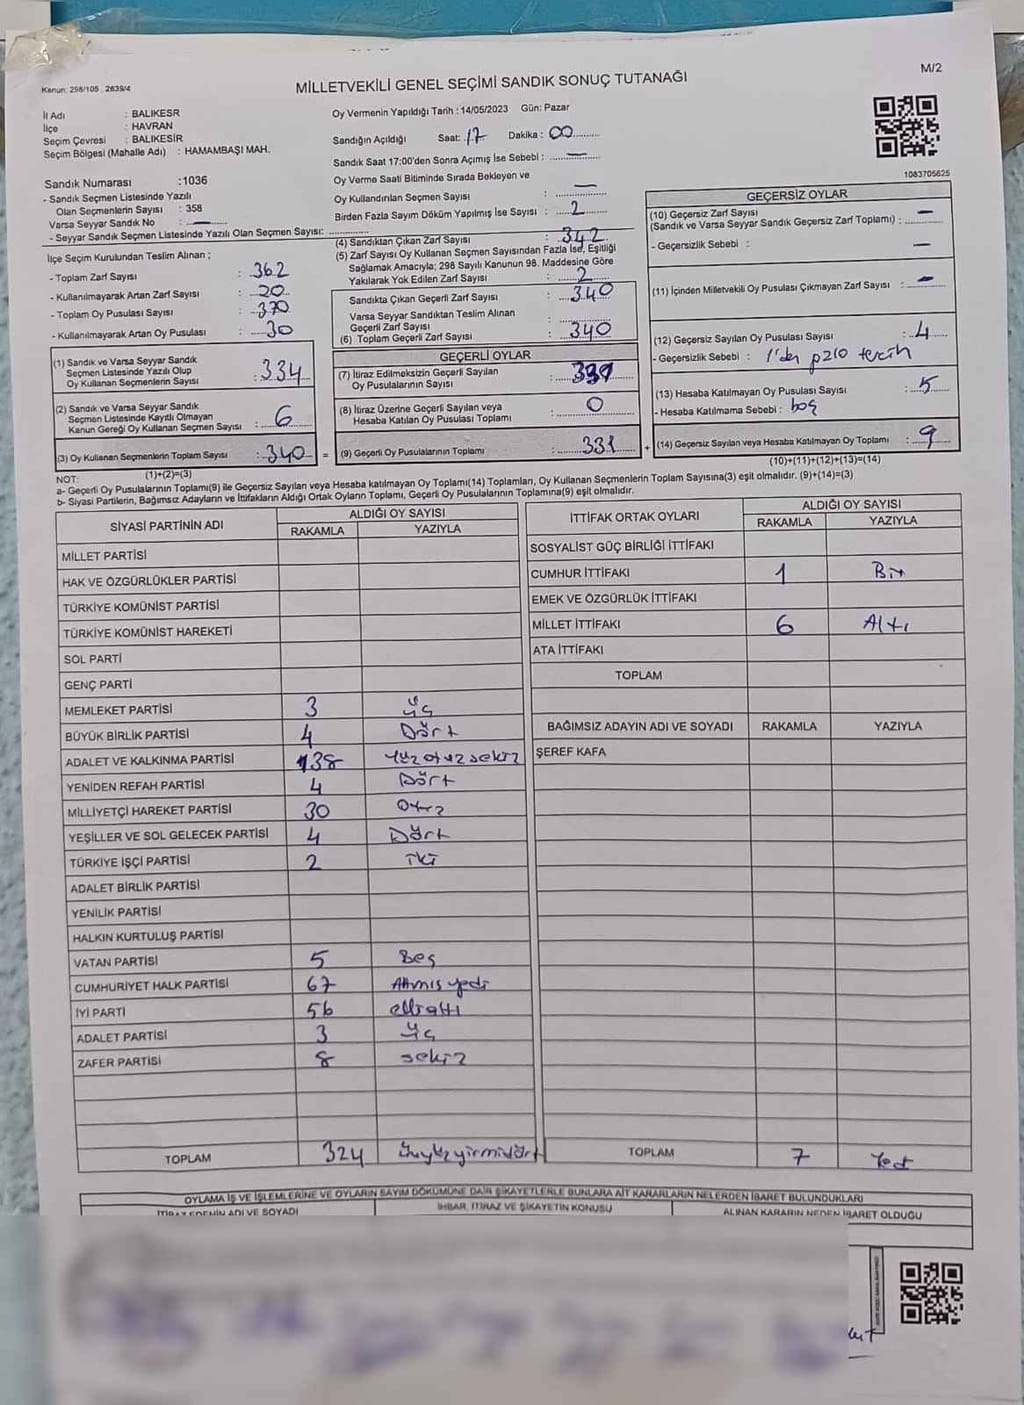 Kanun: 298/105 , 2839/4
MİLLETVEKİLİ GENEL SEÇİMİ SANDIK SONUÇ TUTANAĞI
M/2
İl Adı : BALIKESR
İlçe : HAVRAN
Seçim Çevresi : BALIKESİR
Seçim Bölgesi (Mahalle Adı) : HAMAMBAŞI MAH.
Sandık Numarası :1036
- Sandık Seçmen Listesinde Yazılı
Olan Seçmenlerin Sayısı : 358
Varsa Seyyar Sandık No : —
- Seyyar Sandık Seçmen Listesinde Yazılı Olan Seçmen Sayısı:
İlçe Seçim Kurulundan Teslim Alınan ;
- Toplam Zarf Sayısı : 362
- Kullanılmayarak Artan Zarf Sayısı : 20
- Toplam Oy Pusulası Sayısı : 370
- Kullanılmayarak Artan Oy Pusulası : 30
(1) Sandık ve Varsa Seyyar Sandık
Seçmen Listesinde Yazılı Olup
Oy Kullanan Seçmenlerin Sayısı : 334
(2) Sandık ve Varsa Seyyar Sandık
Seçmen Listesinde Kayıtlı Olmayan
Kanun Gereği Oy Kullanan Seçmen Sayısı : 6
(3) Oy Kullanan Seçmenlerin Toplam Sayısı : 340
(1)+(2)=(3)
Oy Vermenin Yapıldığı Tarih : 14/05/2023 Gün: Pazar
Sandığın Açıldığı Saat: 17 Dakika : 00
Sandık Saat 17:00'den Sonra Açımış İse Sebebi : —
Oy Verme Saati Bitiminde Sırada Bekleyen ve
Oy Kullandırılan Seçmen Sayısı : —
Birden Fazla Sayım Döküm Yapılmış İse Sayısı : 2
(4) Sandıktan Çıkan Zarf Sayısı : 342
(5) Zarf Sayısı Oy Kullanan Seçmen Sayısından Fazla İse, Eşitliği
Sağlamak Amacıyla; 298 Sayılı Kanunun 98. Maddesine Göre
Yakılarak Yok Edilen Zarf Sayısı : 2
Sandıkta Çıkan Geçerli Zarf Sayısı : 340
Varsa Seyyar Sandıktan Teslim Alınan
Geçerli Zarf Sayısı :
(6) Toplam Geçerli Zarf Sayısı : 340
GEÇERLİ OYLAR
(7) İtiraz Edilmeksizin Geçerli Sayılan
Oy Pusulalarının Sayısı : 331
(8) İtiraz Üzerine Geçerli Sayılan veya
Hesaba Katılan Oy Pusulası Toplamı : 0
= (9) Geçerli Oy Pusulalarının Toplamı : 331
1083705625
GEÇERSİZ OYLAR
(10) Geçersiz Zarf Sayısı
(Sandık ve Varsa Seyyar Sandık Geçersiz Zarf Toplamı) : —
- Geçersizlik Sebebi : —
(11) İçinden Milletvekili Oy Pusulası Çıkmayan Zarf Sayısı : —
(12) Geçersiz Sayılan Oy Pusulası Sayısı : 4
- Geçersizlik Sebebi : 1'den tercih
(13) Hesaba Katılmayan Oy Pusulası Sayısı : 5
- Hesaba Katılmama Sebebi : boş
+ (14) Geçersiz Sayılan veya Hesaba Katılmayan Oy Toplamı : 9
(10)+(11)+(12)+(13)=(14)
NOT:
a- Geçerli Oy Pusulalarının Toplamı(9) ile Geçersiz Sayılan veya Hesaba katılmayan Oy Toplamı(14) Toplamları, Oy Kullanan Seçmenlerin Toplam Sayısına(3) eşit olmalıdır. (9)+(14)=(3)
b- Siyasi Partilerin, Bağımsız Adayların ve İttifakların Aldığı Ortak Oyların Toplamı, Geçerli Oy Pusulalarının Toplamına(9) eşit olmalıdır.
SİYASİ PARTİNİN ADI
ALDIĞI OY SAYISI
RAKAMLA YAZIYLA
MİLLET PARTİSİ
HAK VE ÖZGÜRLÜKLER PARTİSİ
TÜRKİYE KOMÜNİST PARTİSİ
TÜRKİYE KOMÜNİST HAREKETİ
SOL PARTİ
GENÇ PARTİ
MEMLEKET PARTİSİ 3 üç
BÜYÜK BİRLİK PARTİSİ 4 Dört
ADALET VE KALKINMA PARTİSİ 138 Yüzotuzsekiz
YENİDEN REFAH PARTİSİ 4 Dört
MİLLİYETÇİ HAREKET PARTİSİ 30 Otuz
YEŞİLLER VE SOL GELECEK PARTİSİ 4 Dört
TÜRKİYE İŞÇİ PARTİSİ 2 iki
ADALET BİRLİK PARTİSİ
YENİLİK PARTİSİ
HALKIN KURTULUŞ PARTİSİ
VATAN PARTİSİ 5 Beş
CUMHURİYET HALK PARTİSİ 67 Altmış yedi
İYİ PARTİ 56 ellialtı
ADALET PARTİSİ 3 üç
ZAFER PARTİSİ 8 sekiz
TOPLAM 324 üçyüzyirmidört
İTTİFAK ORTAK OYLARI
ALDIĞI OY SAYISI
RAKAMLA YAZIYLA
SOSYALİST GÜÇ BİRLİĞİ İTTİFAKI
CUMHUR İTTİFAKI 1 Bir
EMEK VE ÖZGÜRLÜK İTTİFAKI
MİLLET İTTİFAKI 6 Altı
ATA İTTİFAKI
TOPLAM
BAĞIMSIZ ADAYIN ADI VE SOYADI RAKAMLA YAZIYLA
ŞEREF KAFA
TOPLAM 7 Yedi
OYLAMA İŞ VE İŞLEMLERİNE VE OYLARIN SAYIM DÖKÜMÜNE DAİR ŞİKAYETLERLE BUNLARA AİT KARARLARIN NELERDEN İBARET BULUNDUKLARI
İTİRAZ EDENİN ADI VE SOYADI İHBAR, İTİRAZ VE ŞİKAYETİN KONUSU ALINAN KARARIN NEDEN İBARET OLDUĞU